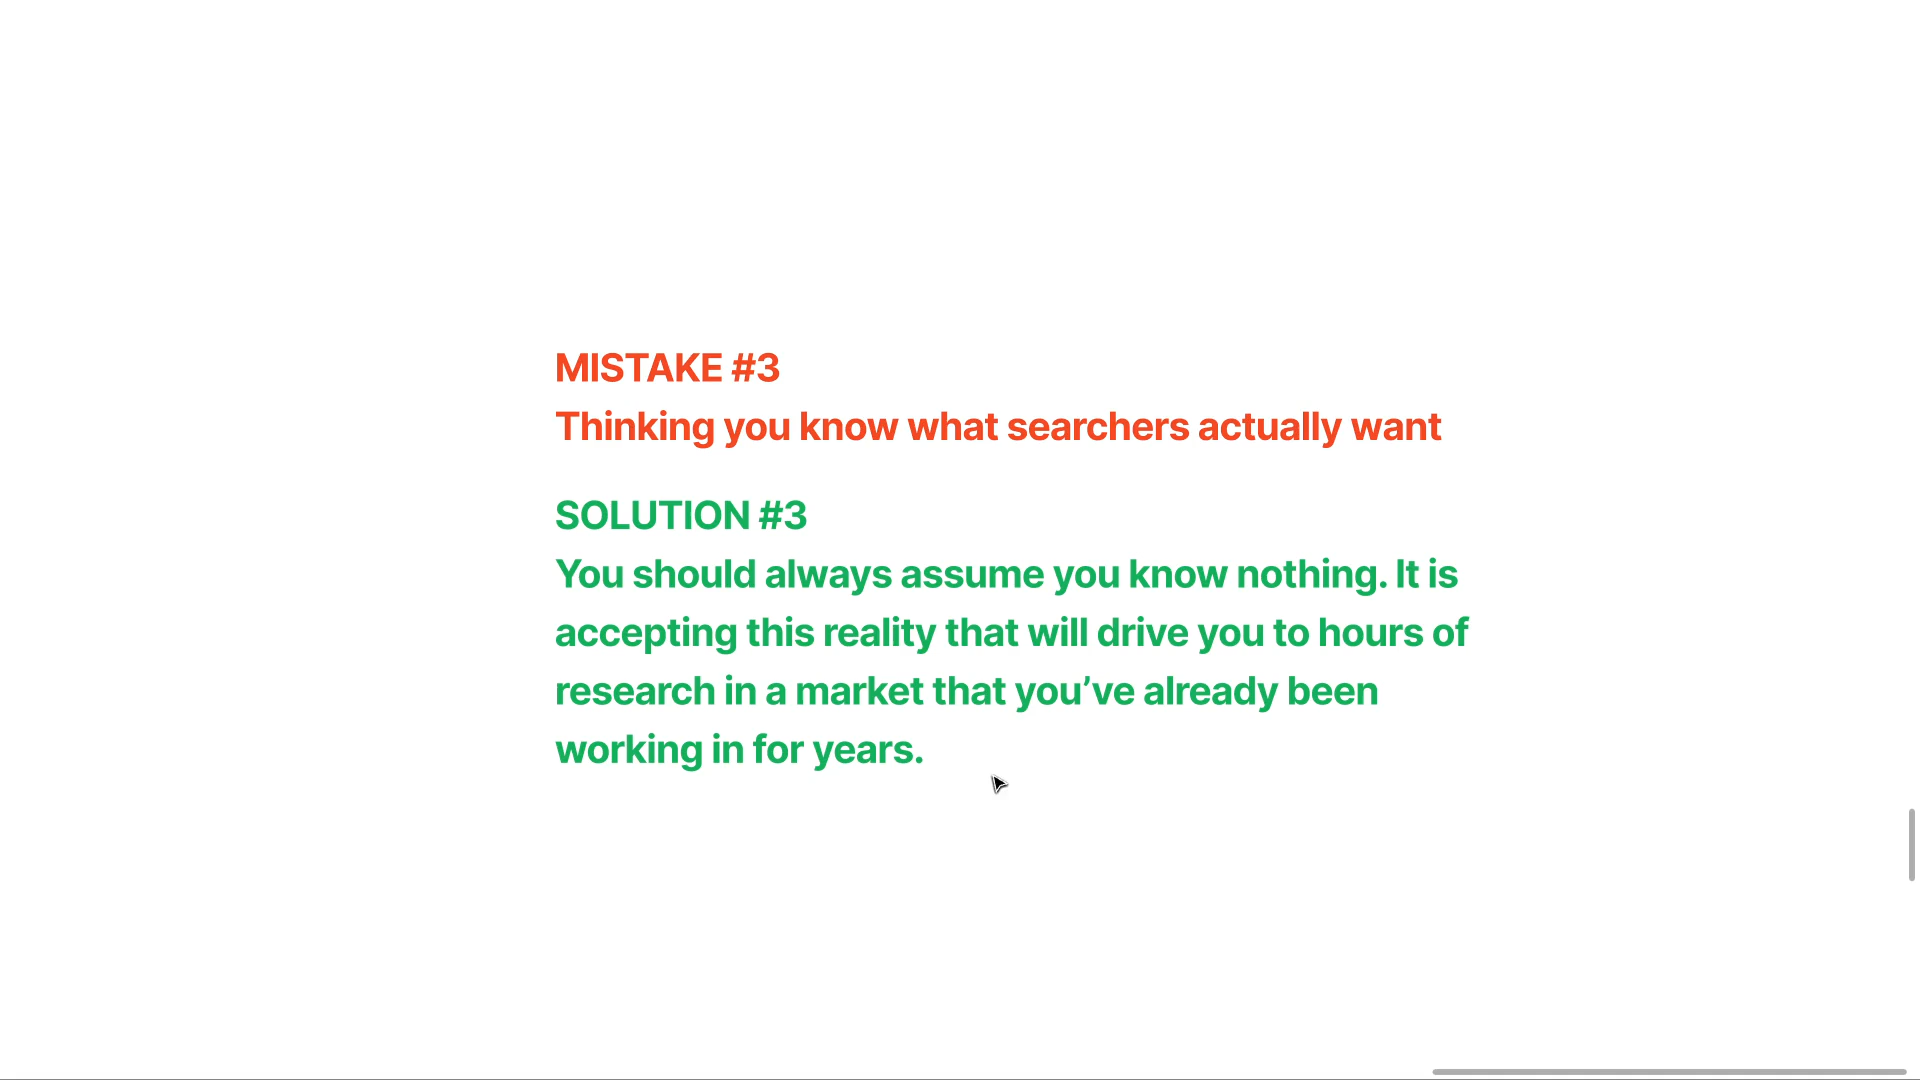 MISTAKE #3
Thinking you know what searchers actually want
SOLUTION #3
You should always assume you know nothing. It is
accepting this reality that will drive you to hours of
research in a market that you’ve already been
working in for years.